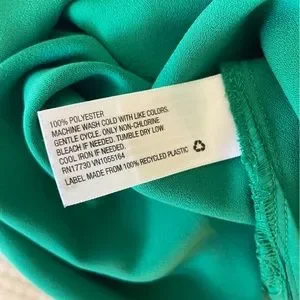 100% POLYESTER
MACHINE WASH COLD WITH LIKE COLORS.
GENTLE CYCLE. ONLY NON-CHLORINE
BLEACH IF NEEDED. TUMBLE DRY LOW.
COOL IRON IF NEEDED.
RN17730 VN1055164
LABEL MADE FROM 100% RECYCLED PLASTIC